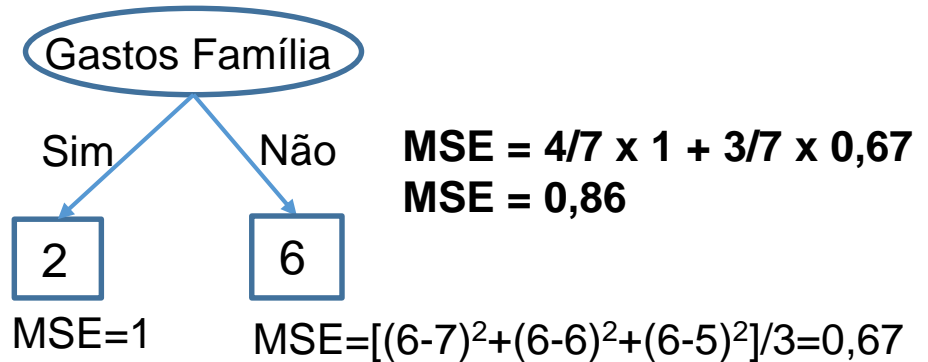 Gastos Família
Sim
Não
MSE = 4/7 x 1 + 3/7 x 0,67
MSE = 0,86
2
6
MSE=1
MSE=[(6-7)²+(6-6)²+(6-5)²]/3=0,67